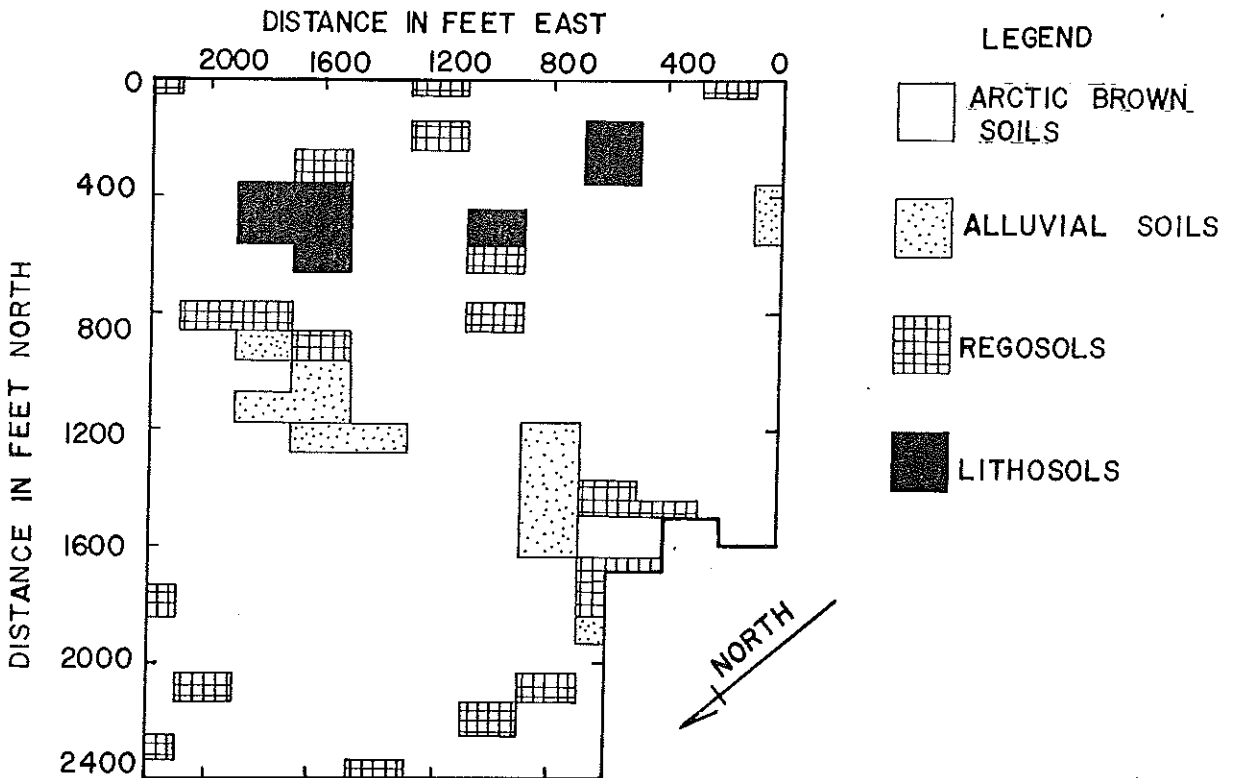 DISTANCE IN FEET EAST
2000 1600 1200 800 400 0
0
400
800
1200
1600
2000
2400
DISTANCE IN FEET NORTH
NORTH
LEGEND
ARCTIC BROWN
SOILS
ALLUVIAL SOILS
REGOSOLS
LITHOSOLS